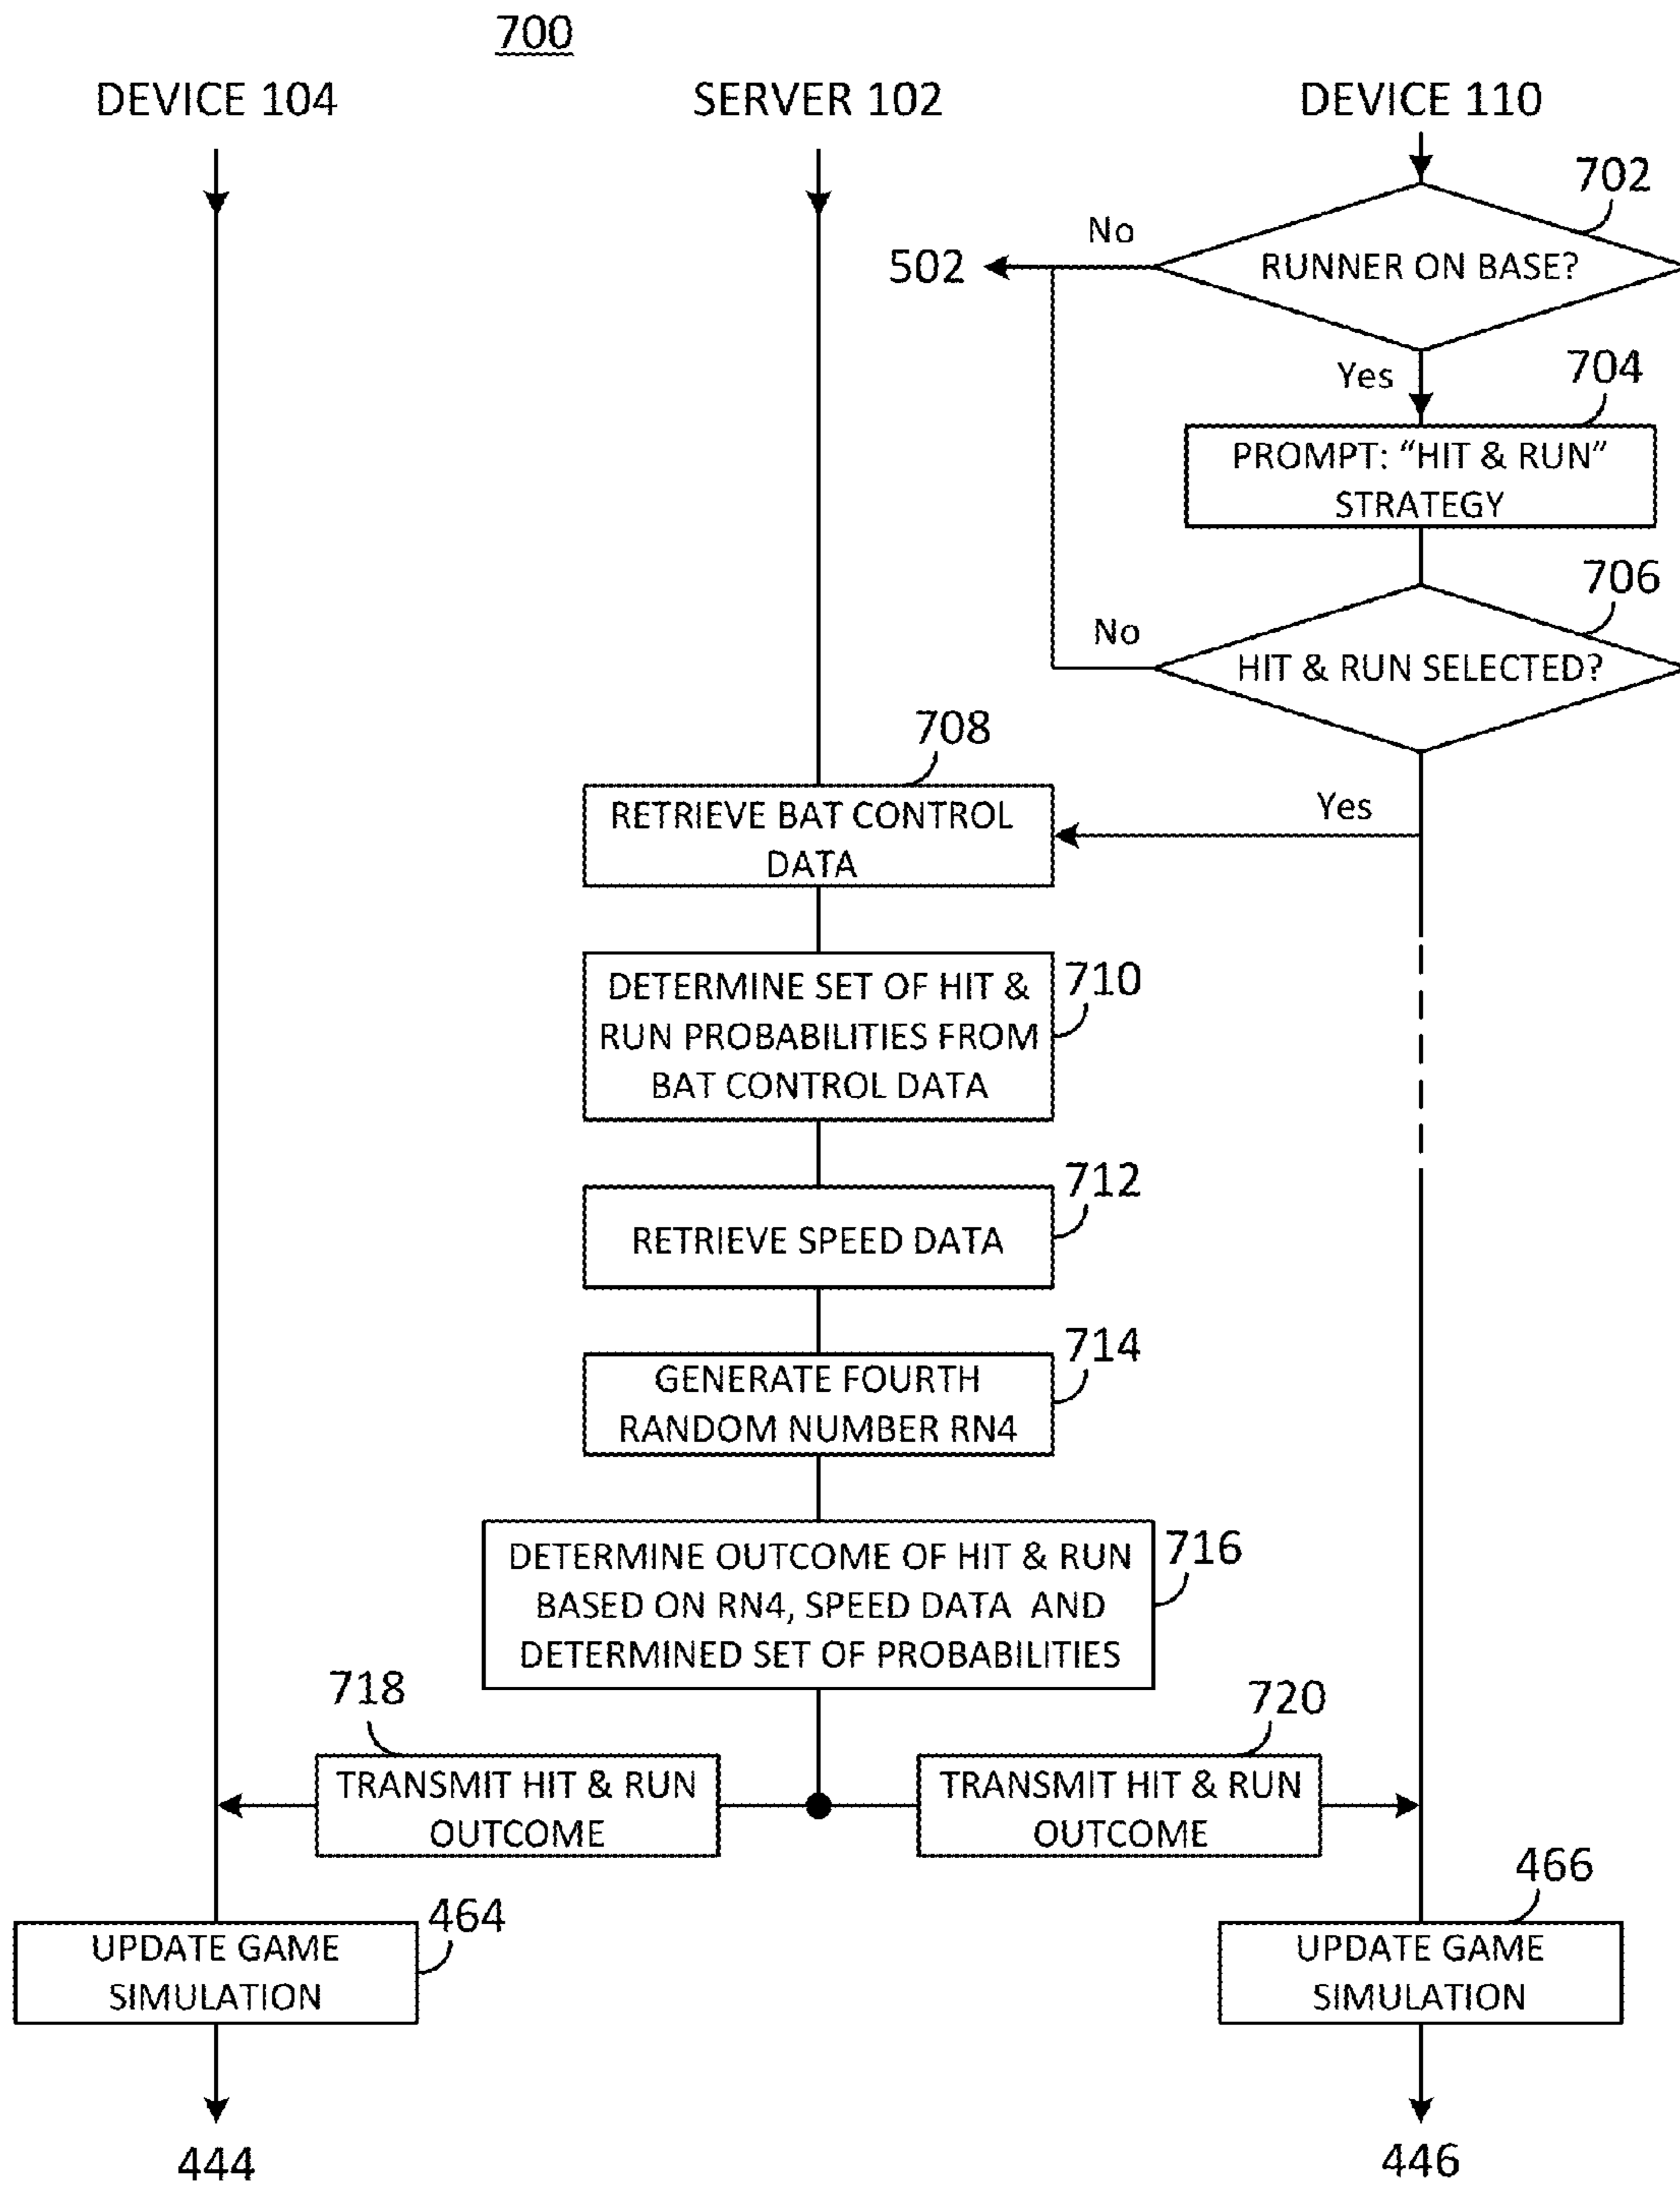 700
DEVICE 104
SERVER 102
DEVICE 110
702
No
502
RUNNER ON BASE?
Yes
704
PROMPT: “HIT & RUN”
STRATEGY
706
No
HIT & RUN SELECTED?
708
Yes
RETRIEVE BAT CONTROL
DATA
710
DETERMINE SET OF HIT &
RUN PROBABILITIES FROM
BAT CONTROL DATA
712
RETRIEVE SPEED DATA
714
GENERATE FOURTH
RANDOM NUMBER RN4
716
DETERMINE OUTCOME OF HIT & RUN
BASED ON RN4, SPEED DATA AND
DETERMINED SET OF PROBABILITIES
718
720
TRANSMIT HIT & RUN
OUTCOME
TRANSMIT HIT & RUN
OUTCOME
464
466
UPDATE GAME
SIMULATION
UPDATE GAME
SIMULATION
444
446